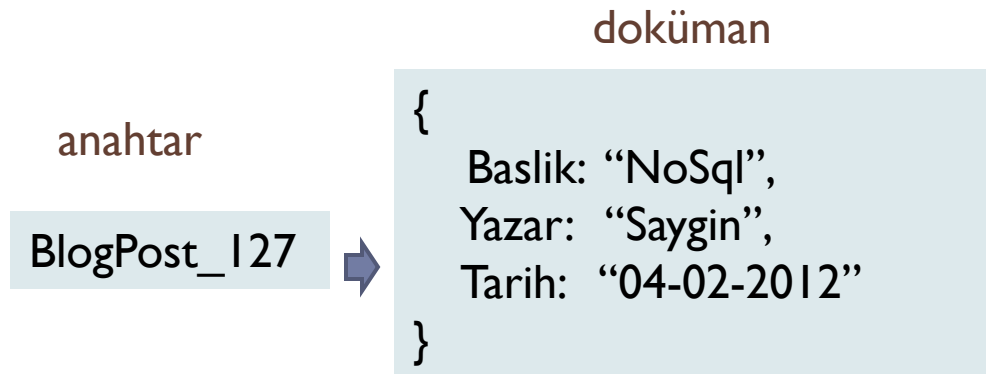 doküman
anahtar
BlogPost_127
{
Baslik: “NoSql”,
Yazar: “Saygin”,
Tarih: “04-02-2012”
}